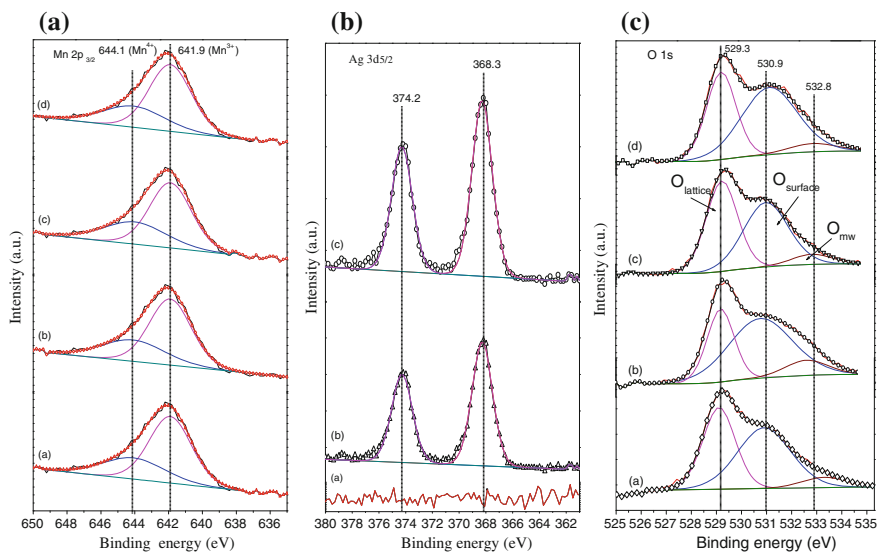 (a)
Mn 2p3/2
644.1 (Mn4+)
641.9 (Mn3+)
(d)
(c)
(b)
(a)
Intensity (a.u.)
650 648 646 644 642 640 638 636
Binding energy (eV)
(b)
Ag 3d5/2
374.2
368.3
(c)
(b)
(a)
Intensity (a.u.)
380 378 376 374 372 370 368 366 364 362
Binding energy (eV)
(c)
O 1s
529.3
530.9
532.8
(d)
Olattice
Osurface
Omw
(c)
(b)
(a)
Intensity (a.u.)
525 526 527 528 529 530 531 532 533 534 535
Binding energy (eV)